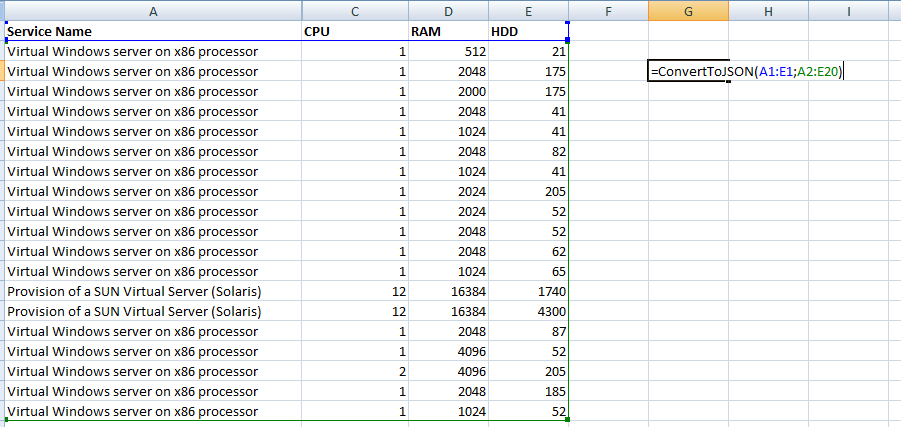 A C D E F G H I
Service Name CPU RAM HDD
Virtual Windows server on x86 processor 1 512 21
Virtual Windows server on x86 processor 1 2048 175 =ConvertToJSON(A1:E1;A2:E20)
Virtual Windows server on x86 processor 1 2000 175
Virtual Windows server on x86 processor 1 2048 41
Virtual Windows server on x86 processor 1 1024 41
Virtual Windows server on x86 processor 1 2048 82
Virtual Windows server on x86 processor 1 1024 41
Virtual Windows server on x86 processor 1 2024 205
Virtual Windows server on x86 processor 1 2024 52
Virtual Windows server on x86 processor 1 2048 52
Virtual Windows server on x86 processor 1 2048 62
Virtual Windows server on x86 processor 1 1024 65
Provision of a SUN Virtual Server (Solaris) 12 16384 1740
Provision of a SUN Virtual Server (Solaris) 12 16384 4300
Virtual Windows server on x86 processor 1 2048 87
Virtual Windows server on x86 processor 1 4096 52
Virtual Windows server on x86 processor 2 4096 205
Virtual Windows server on x86 processor 1 2048 185
Virtual Windows server on x86 processor 1 1024 52